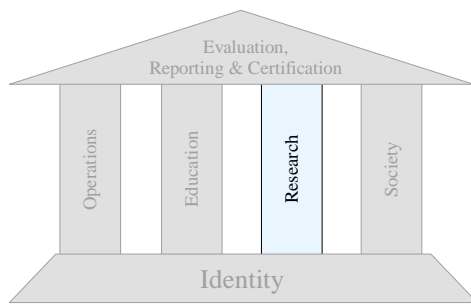 Evaluation,
Reporting & Certification
Operations
Education
Research
Society
Identity